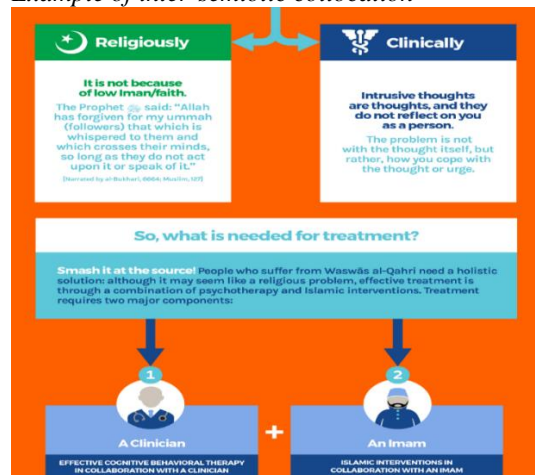 Example of inter-semiotic collocation
Religiously
It is not because
of low Iman/faith.
The Prophet ﷺ said: “Allah
has forgiven for my ummah
(followers) that which is
whispered to them and
which crosses their minds,
so long as they do not act
upon it or speak of it.”
[Narrated by al-Bukhari, 6664; Muslim, 127]
Clinically
Intrusive thoughts
are thoughts, and they
do not reflect on you
as a person.
The problem is not
with the thought itself, but
rather, how you cope with
the thought or urge.
So, what is needed for treatment?
Smash it at the source! People who suffer from Waswâs al-Qahri need a holistic
solution: although it may seem like a religious problem, effective treatment is
through a combination of psychotherapy and Islamic interventions. Treatment
requires two major components:
1
A Clinician
EFFECTIVE COGNITIVE BEHAVIORAL THERAPY
IN COLLABORATION WITH A CLINICIAN
+
2
An Imam
ISLAMIC INTERVENTIONS IN
COLLABORATION WITH AN IMAM